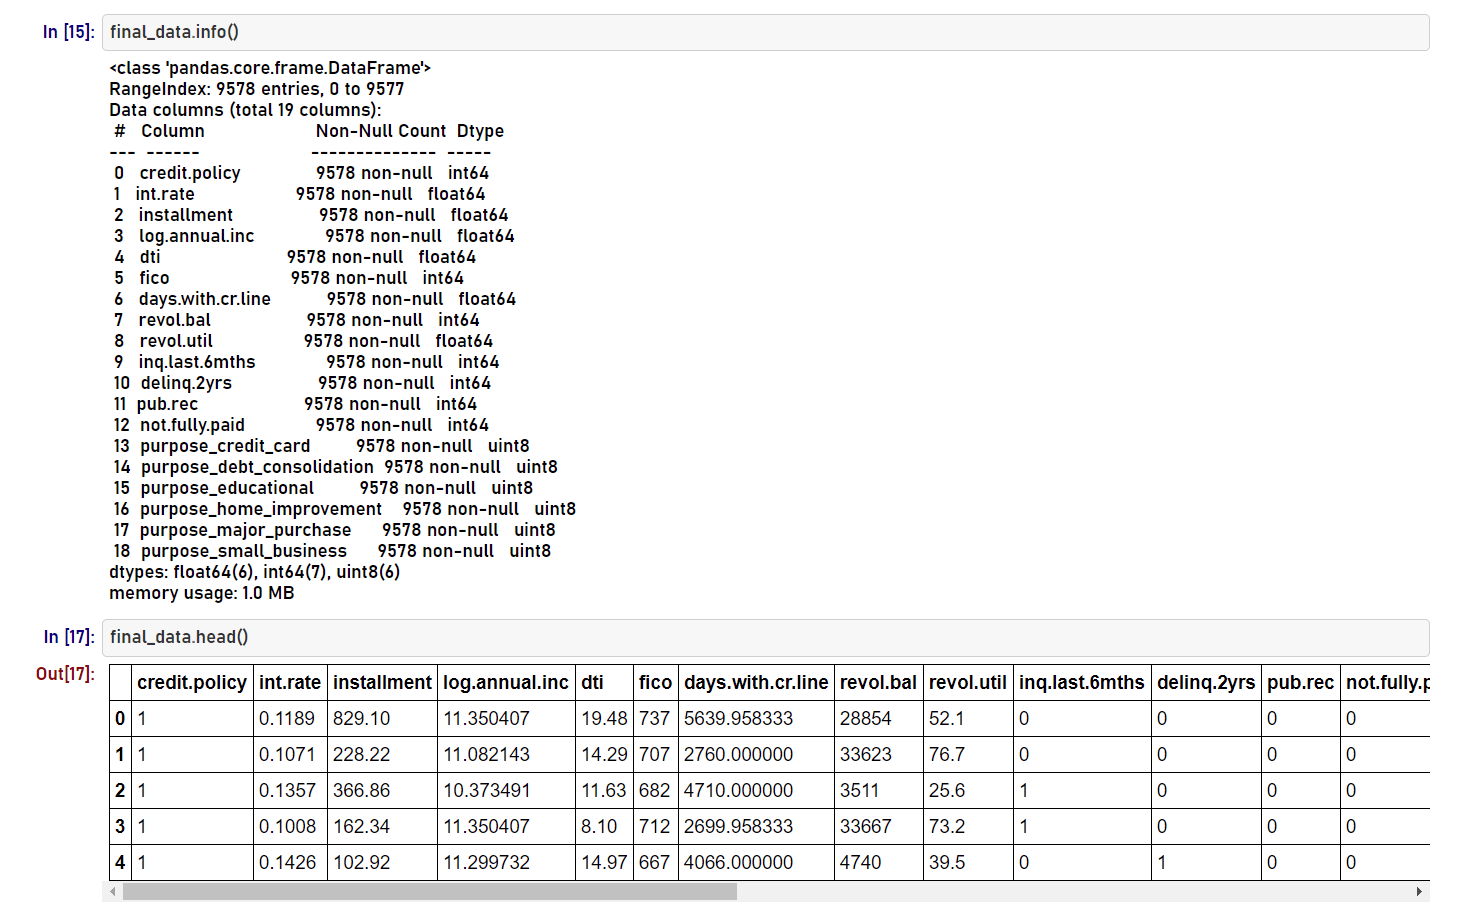 In [15]: final_data.info()
<class 'pandas.core.frame.DataFrame'>
RangeIndex: 9578 entries, 0 to 9577
Data columns (total 19 columns):
# Column Non-Null Count Dtype
--- ------ -------------- -----
0 credit.policy 9578 non-null int64
1 int.rate 9578 non-null float64
2 installment 9578 non-null float64
3 log.annual.inc 9578 non-null float64
4 dti 9578 non-null float64
5 fico 9578 non-null int64
6 days.with.cr.line 9578 non-null float64
7 revol.bal 9578 non-null int64
8 revol.util 9578 non-null float64
9 inq.last.6mths 9578 non-null int64
10 delinq.2yrs 9578 non-null int64
11 pub.rec 9578 non-null int64
12 not.fully.paid 9578 non-null int64
13 purpose_credit_card 9578 non-null uint8
14 purpose_debt_consolidation 9578 non-null uint8
15 purpose_educational 9578 non-null uint8
16 purpose_home_improvement 9578 non-null uint8
17 purpose_major_purchase 9578 non-null uint8
18 purpose_small_business 9578 non-null uint8
dtypes: float64(6), int64(7), uint8(6)
memory usage: 1.0 MB
In [17]: final_data.head()
Out[17]:
credit.policy int.rate installment log.annual.inc dti fico days.with.cr.line revol.bal revol.util inq.last.6mths delinq.2yrs pub.rec not.fully.p
0 1 0.1189 829.10 11.350407 19.48 737 5639.958333 28854 52.1 0 0 0 0
1 1 0.1071 228.22 11.082143 14.29 707 2760.000000 33623 76.7 0 0 0 0
2 1 0.1357 366.86 10.373491 11.63 682 4710.000000 3511 25.6 1 0 0 0
3 1 0.1008 162.34 11.350407 8.10 712 2699.958333 33667 73.2 1 0 0 0
4 1 0.1426 102.92 11.299732 14.97 667 4066.000000 4740 39.5 0 1 0 0